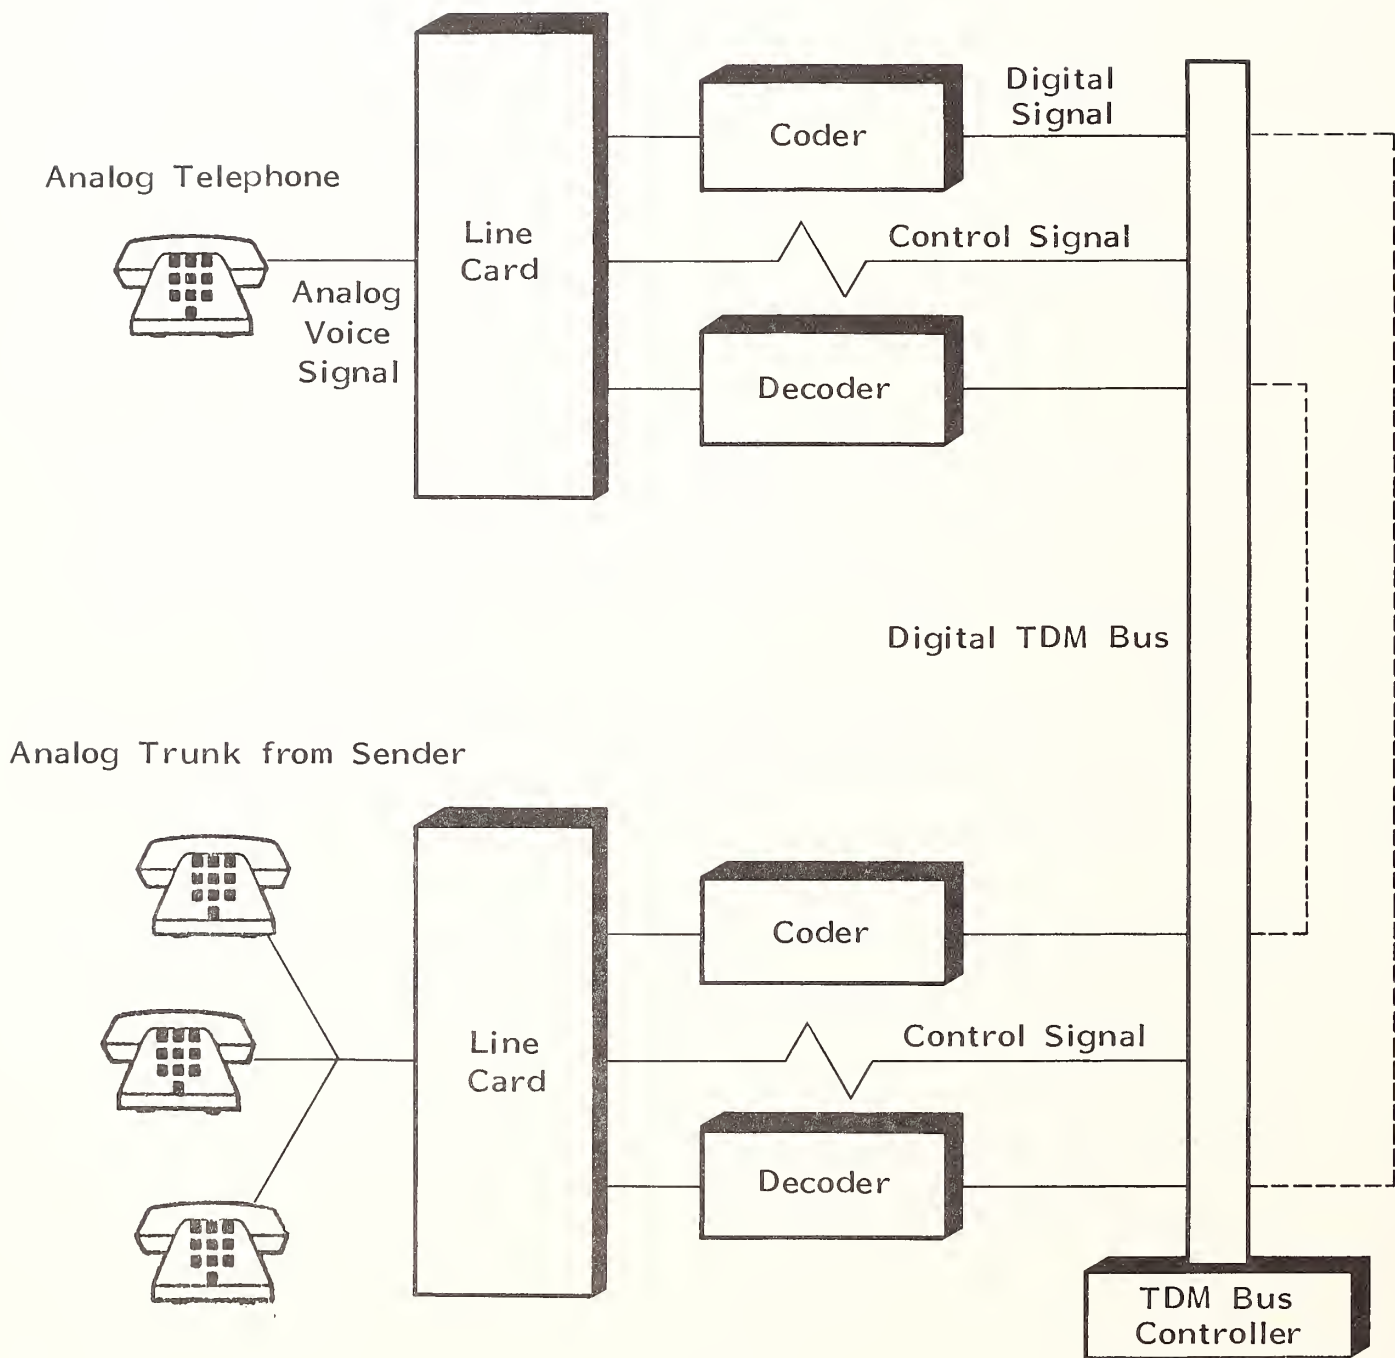 Digital
Signal
Coder
Analog Telephone
Line
Card
Control Signal
Analog
Voice
Signal
Decoder
Digital TDM Bus
Analog Trunk from Sender
Coder
Line
Card
Control Signal
Decoder
TDM Bus
Controller